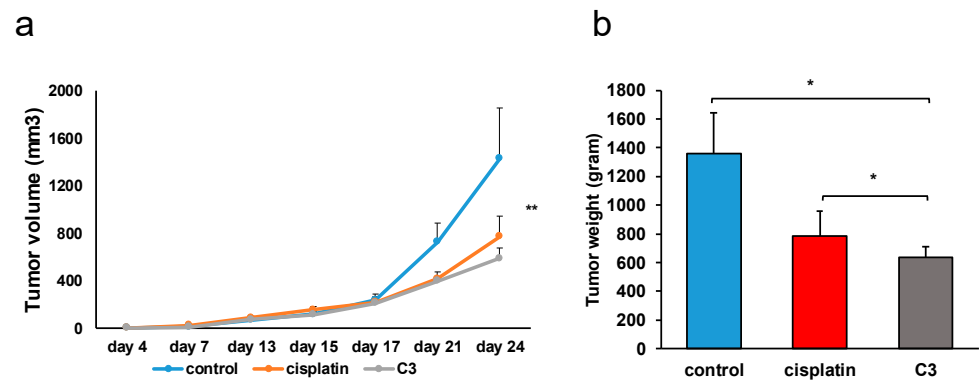 a
Tumor volume (mm3)
2000
1600
1200
800
400
0
**
day 4 day 7 day 13 day 15 day 17 day 21 day 24
control cisplatin C3
b
Tumor weight (gram)
1800
1600
1400
1200
1000
800
600
400
200
0
*
*
control cisplatin C3